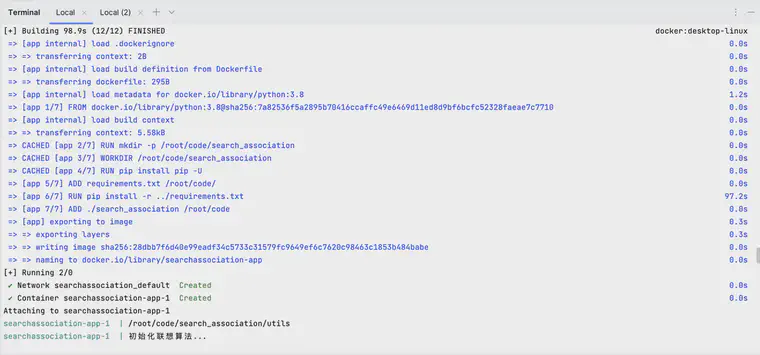 Terminal Local × Local (2) × + ⌄ ⋮ —
[+] Building 98.9s (12/12) FINISHED docker:desktop-linux
=> [app internal] load .dockerignore 0.0s
=> => transferring context: 2B 0.0s
=> [app internal] load build definition from Dockerfile 0.0s
=> => transferring dockerfile: 295B 0.0s
=> [app internal] load metadata for docker.io/library/python:3.8 1.2s
=> [app 1/7] FROM docker.io/library/python:3.8@sha256:7a82536f5a2895b70416ccaffc49e6469d11ed8d9bf6bcfc52328faeae7c7710 0.0s
=> [app internal] load build context 0.0s
=> => transferring context: 5.58kB 0.0s
=> CACHED [app 2/7] RUN mkdir -p /root/code/search_association 0.0s
=> CACHED [app 3/7] WORKDIR /root/code/search_association 0.0s
=> CACHED [app 4/7] RUN pip install pip -U 0.0s
=> [app 5/7] ADD requirements.txt /root/code/ 0.0s
=> [app 6/7] RUN pip install -r ../requirements.txt 97.2s
=> [app 7/7] ADD ./search_association /root/code 0.0s
=> [app] exporting to image 0.3s
=> => exporting layers 0.3s
=> => writing image sha256:28dbb7f6d40e99eadf34c5733c31579fc9649ef6c7620c98463c1853b484babe 0.0s
=> => naming to docker.io/library/searchassociation-app 0.0s
[+] Running 2/0
✔ Network searchassociation_default Created 0.0s
✔ Container searchassociation-app-1 Created 0.0s
Attaching to searchassociation-app-1
searchassociation-app-1 | /root/code/search_association/utils
searchassociation-app-1 | 初始化联想算法...